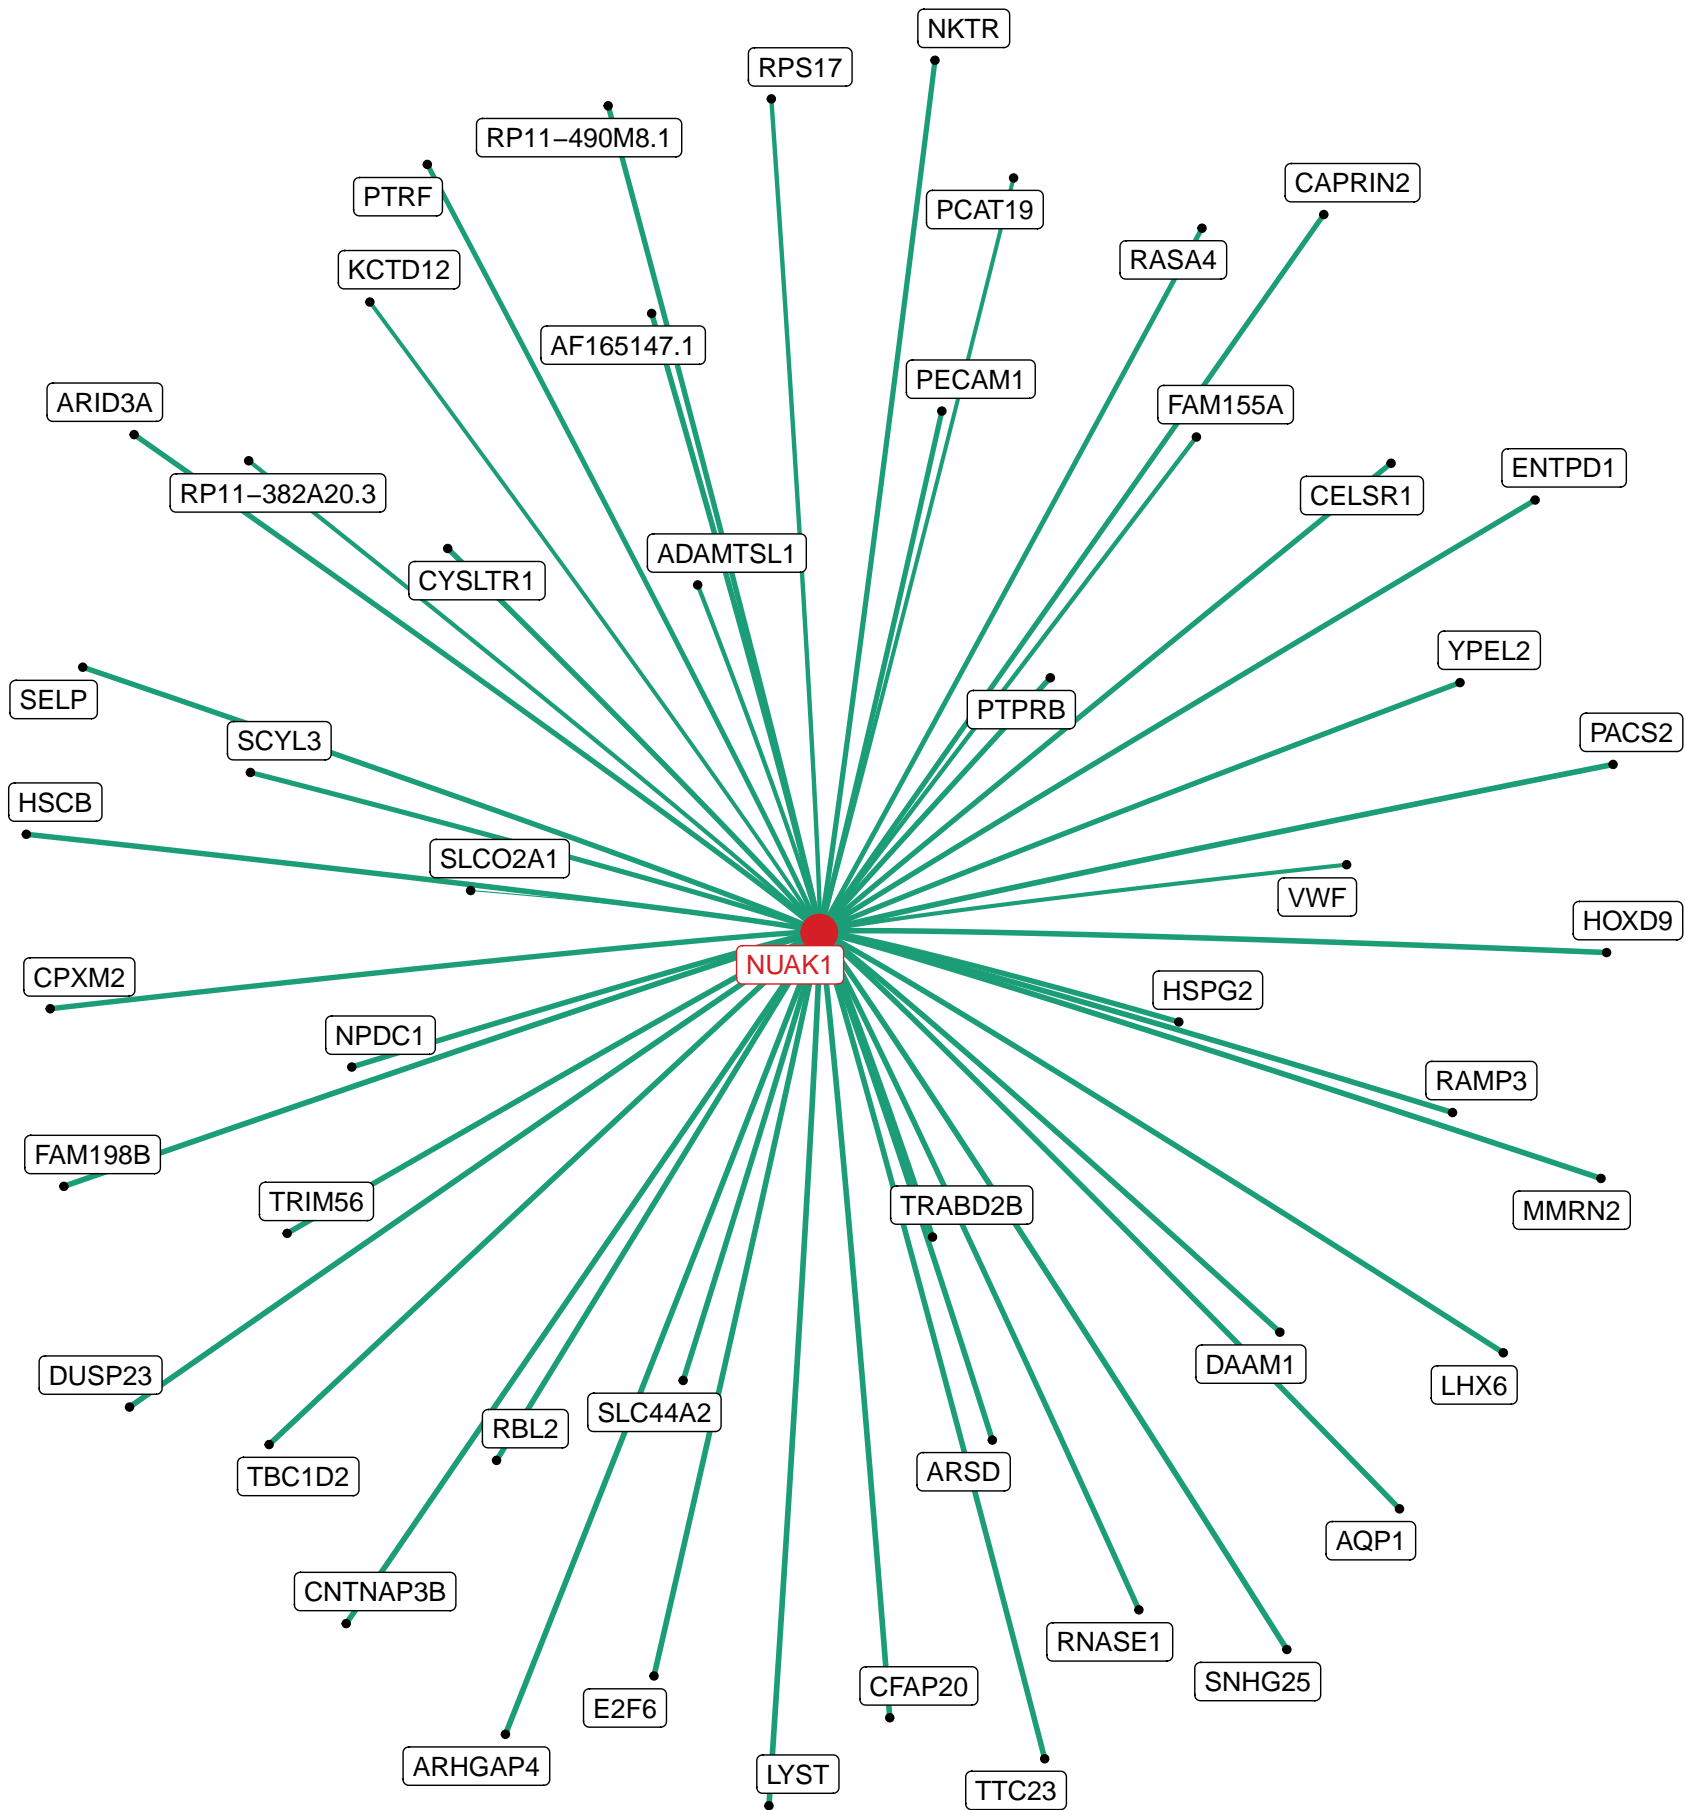 NKTR
RPS17
RP11−490M8.1
PTRF
PCAT19
CAPRIN2
RASA4
KCTD12
AF165147.1
PECAM1
ARID3A
FAM155A
ENTPD1
RP11−382A20.3
CELSR1
ADAMTSL1
CYSLTR1
YPEL2
SELP
PTPRB
SCYL3
PACS2
HSCB
SLCO2A1
VWF
HOXD9
NUAK1
CPXM2
HSPG2
NPDC1
RAMP3
FAM198B
TRIM56
TRABD2B
MMRN2
DAAM1
DUSP23
LHX6
SLC44A2
RBL2
ARSD
TBC1D2
AQP1
CNTNAP3B
RNASE1
SNHG25
CFAP20
E2F6
ARHGAP4
LYST
TTC23